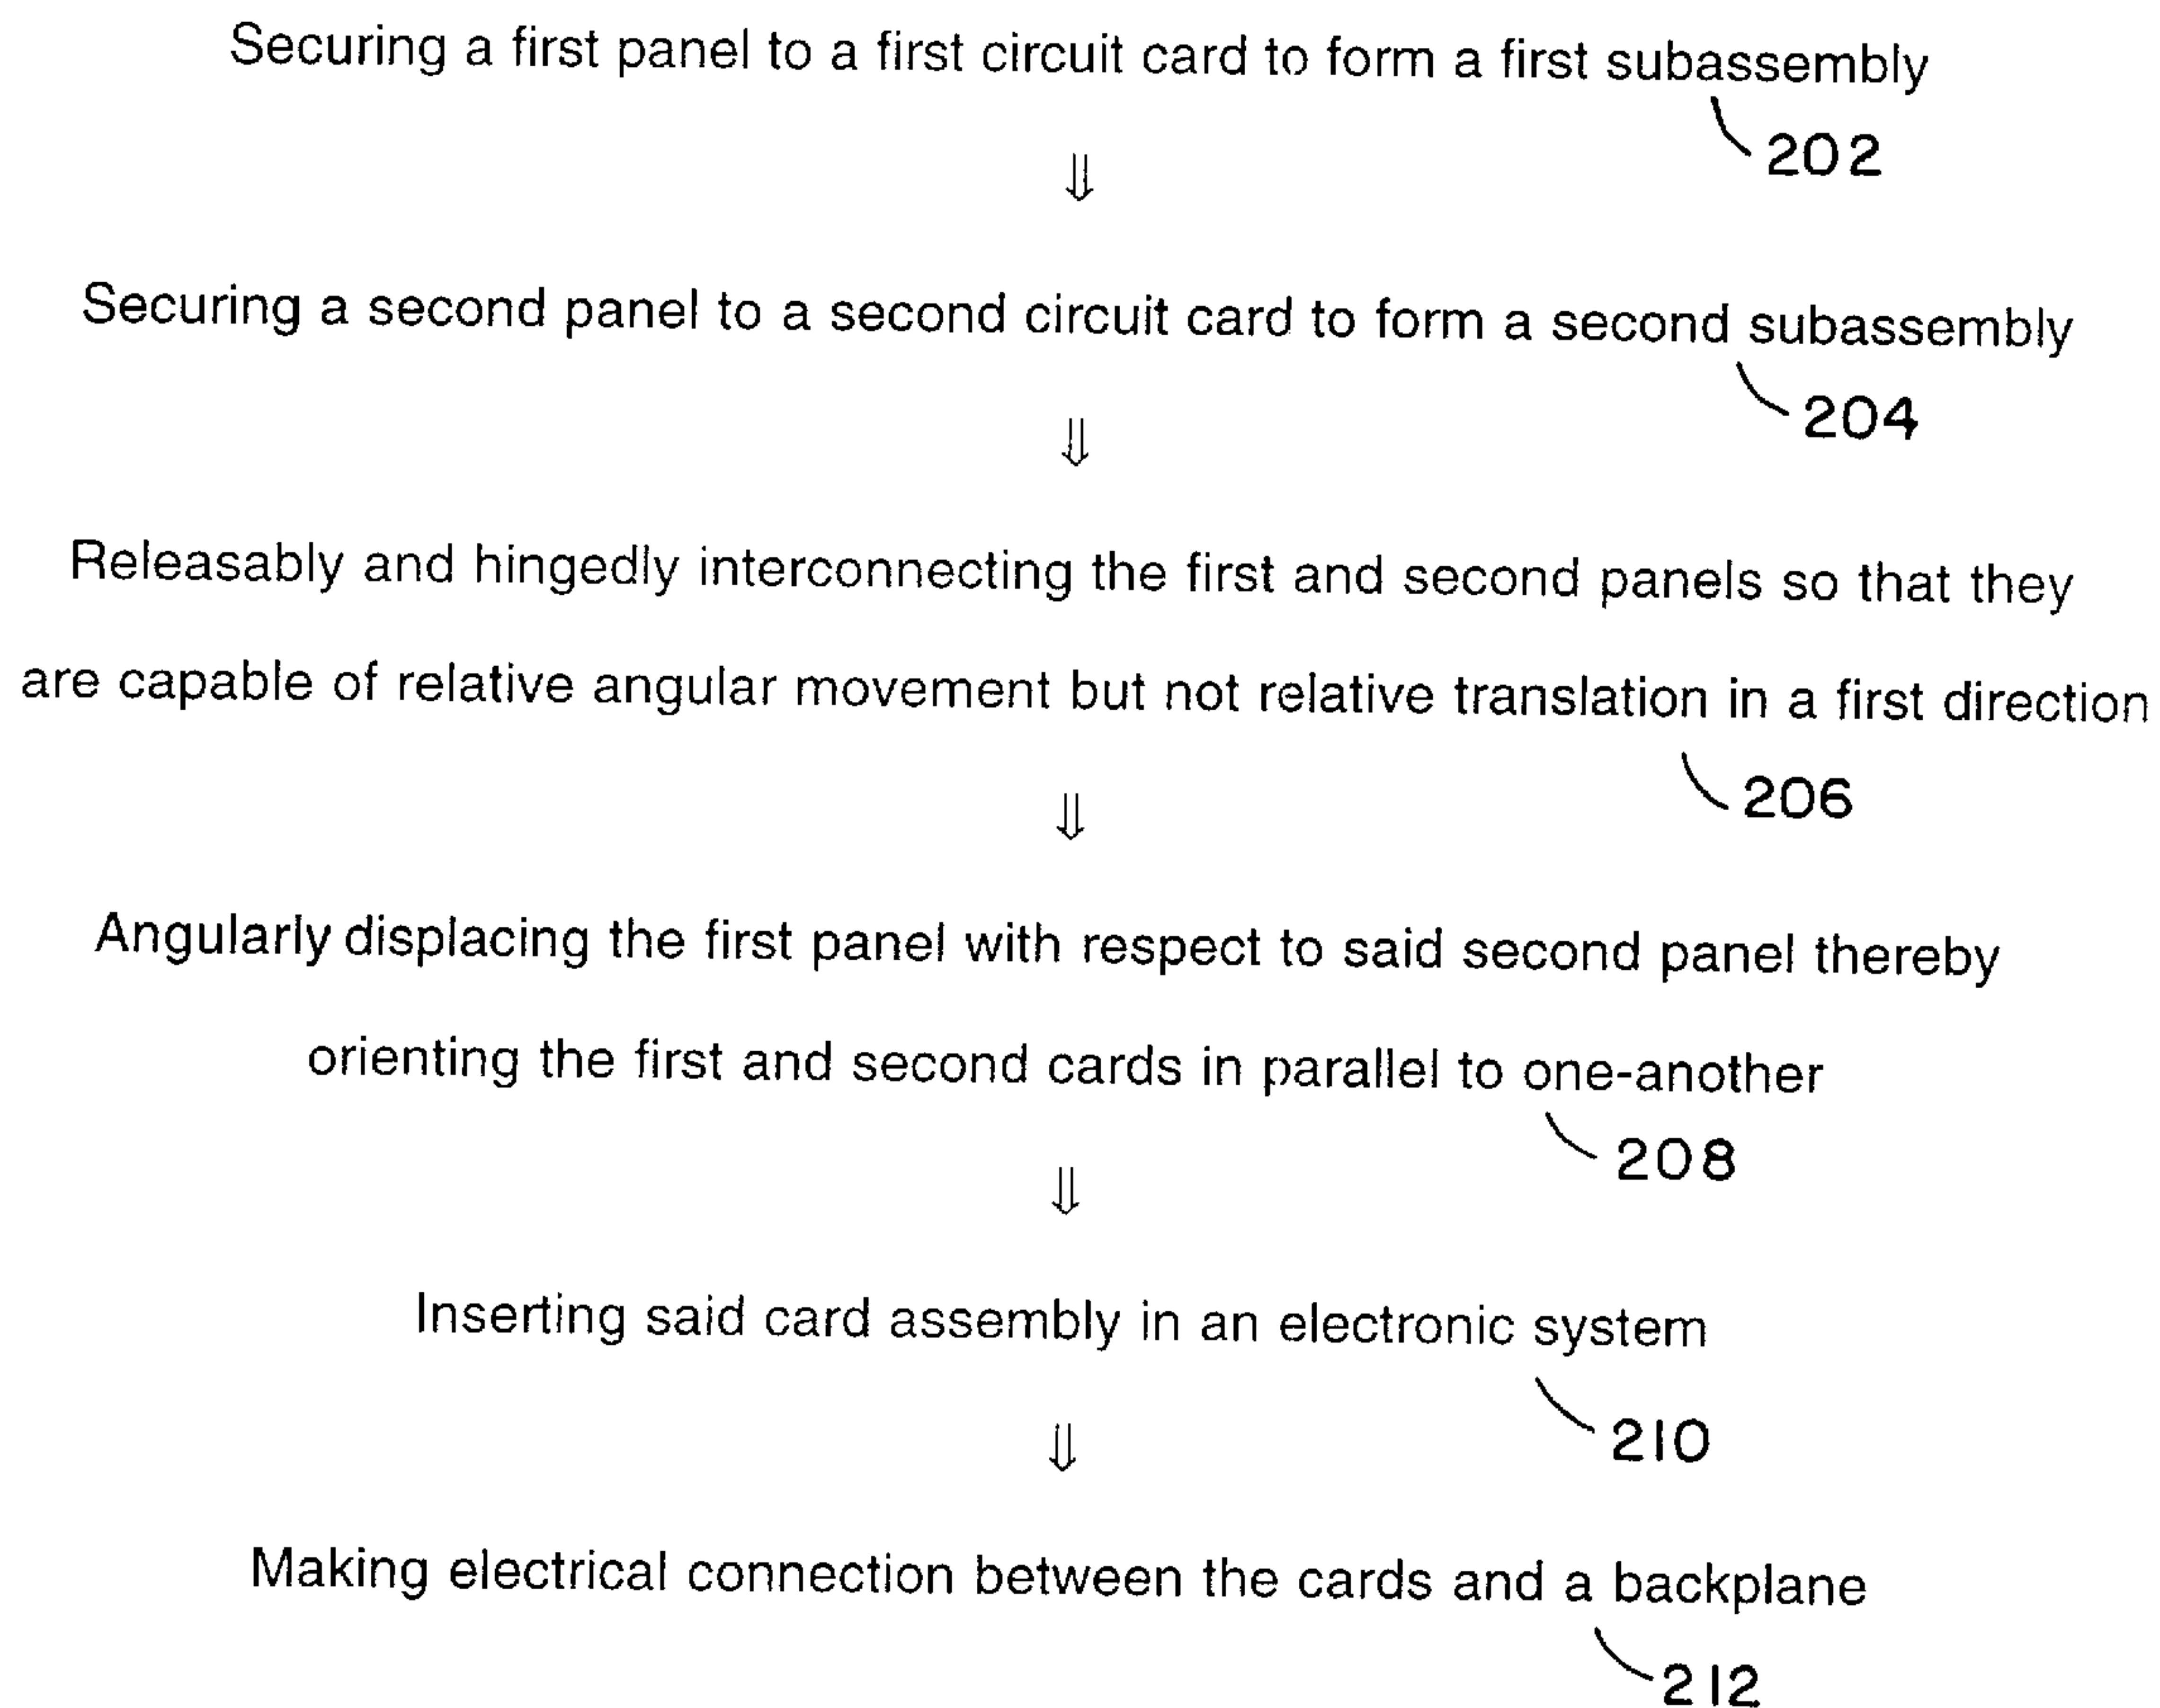 Securing a first panel to a first circuit card to form a first subassembly
202
⇓
Securing a second panel to a second circuit card to form a second subassembly
204
⇓
Releasably and hingedly interconnecting the first and second panels so that they
are capable of relative angular movement but not relative translation in a first direction
206
⇓
Angularly displacing the first panel with respect to said second panel thereby
orienting the first and second cards in parallel to one-another
208
⇓
Inserting said card assembly in an electronic system
210
⇓
Making electrical connection between the cards and a backplane
212